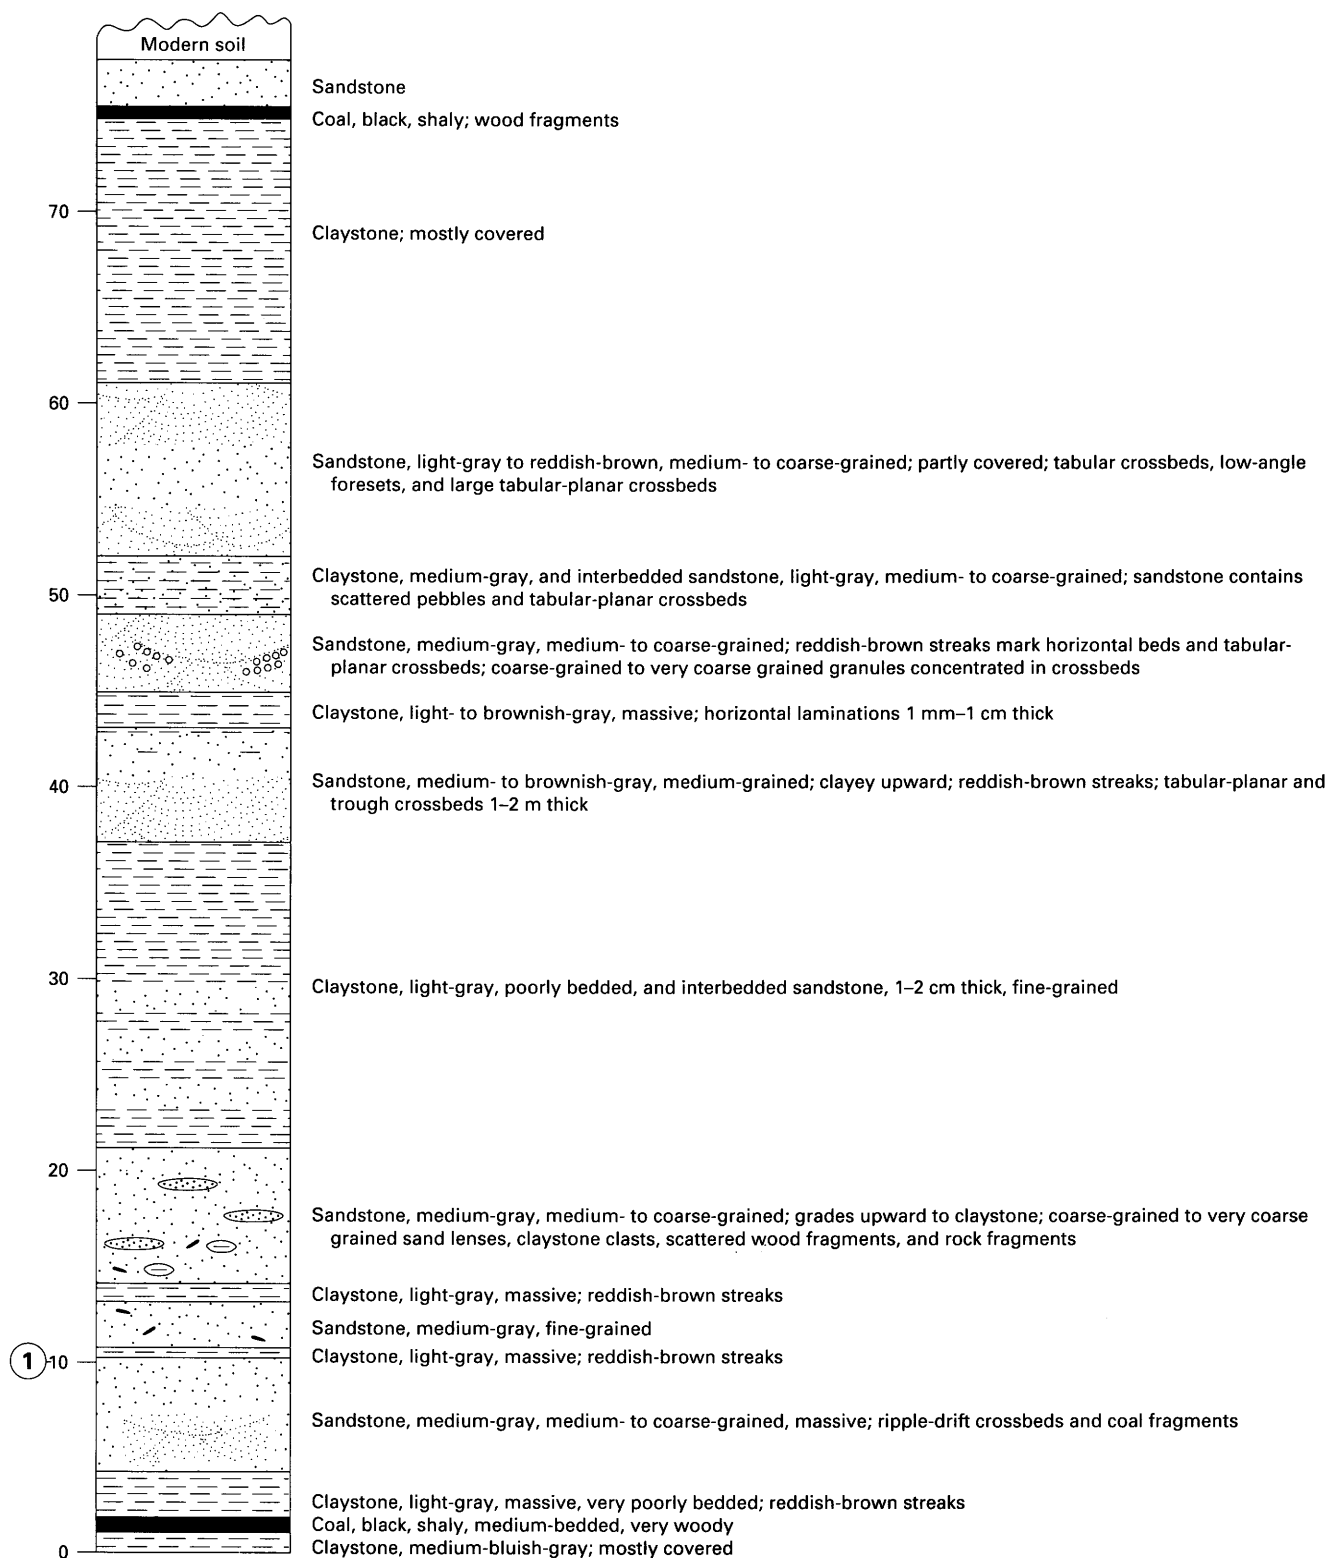 Modern soil
Sandstone
Coal, black, shaly; wood fragments
70
Claystone; mostly covered
60
Sandstone, light-gray to reddish-brown, medium- to coarse-grained; partly covered; tabular crossbeds, low-angle
foresets, and large tabular-planar crossbeds
Claystone, medium-gray, and interbedded sandstone, light-gray, medium- to coarse-grained; sandstone contains
scattered pebbles and tabular-planar crossbeds
50
Sandstone, medium-gray, medium- to coarse-grained; reddish-brown streaks mark horizontal beds and tabular-
planar crossbeds; coarse-grained to very coarse grained granules concentrated in crossbeds
Claystone, light- to brownish-gray, massive; horizontal laminations 1 mm–1 cm thick
40
Sandstone, medium- to brownish-gray, medium-grained; clayey upward; reddish-brown streaks; tabular-planar and
trough crossbeds 1–2 m thick
30
Claystone, light-gray, poorly bedded, and interbedded sandstone, 1–2 cm thick, fine-grained
20
Sandstone, medium-gray, medium- to coarse-grained; grades upward to claystone; coarse-grained to very coarse
grained sand lenses, claystone clasts, scattered wood fragments, and rock fragments
Claystone, light-gray, massive; reddish-brown streaks
Sandstone, medium-gray, fine-grained
1 10
Claystone, light-gray, massive; reddish-brown streaks
Sandstone, medium-gray, medium- to coarse-grained, massive; ripple-drift crossbeds and coal fragments
Claystone, light-gray, massive, very poorly bedded; reddish-brown streaks
Coal, black, shaly, medium-bedded, very woody
0
Claystone, medium-bluish-gray; mostly covered